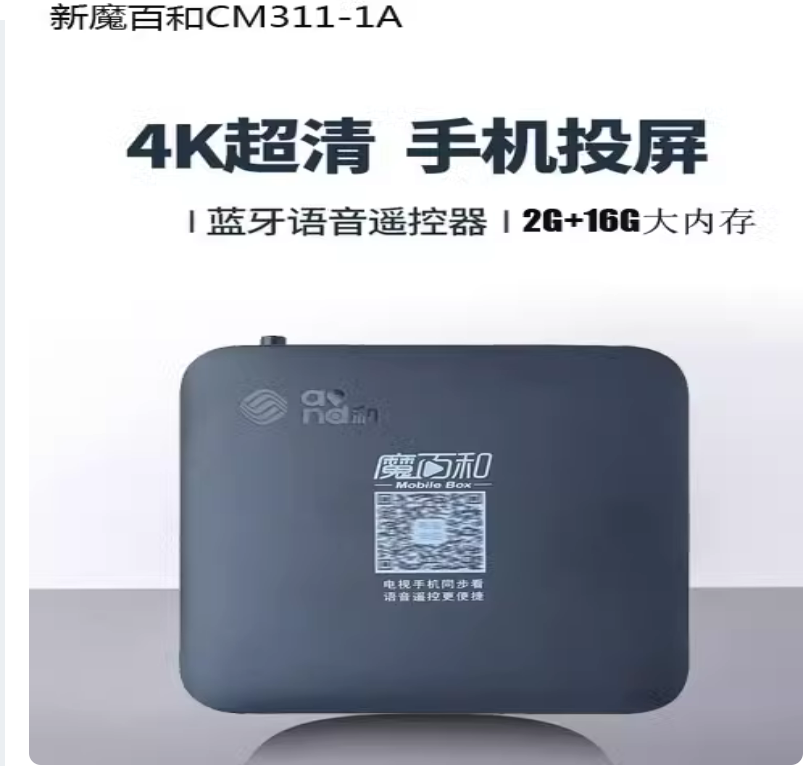 新魔百和CM311-1A
4K超清 手机投屏
I 蓝牙语音遥控器 I 2G+16G大内存
and和
魔百和
Mobile Box
电视手机同步看
语音遥控更便捷